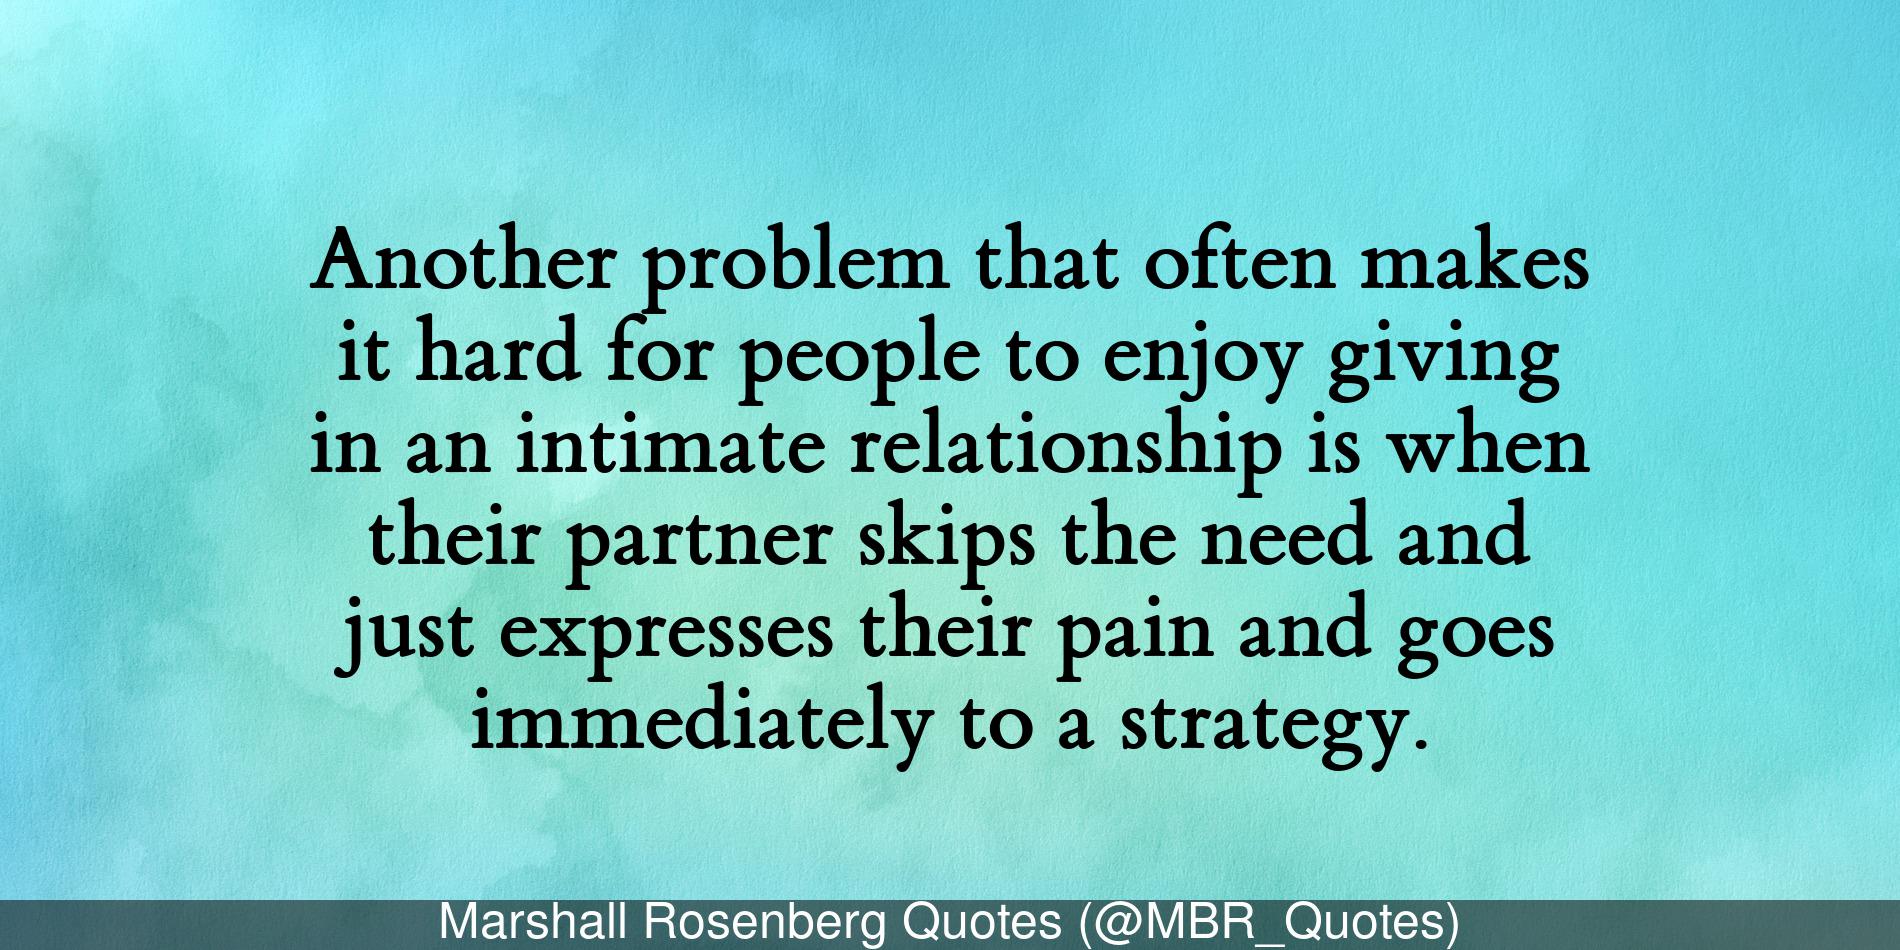 Another problem that often makes
it hard for people to enjoy giving
in an intimate relationship is when
their partner skips the need and
just expresses their pain and goes
immediately to a strategy.
Marshall Rosenberg Quotes (@MBR_Quotes)